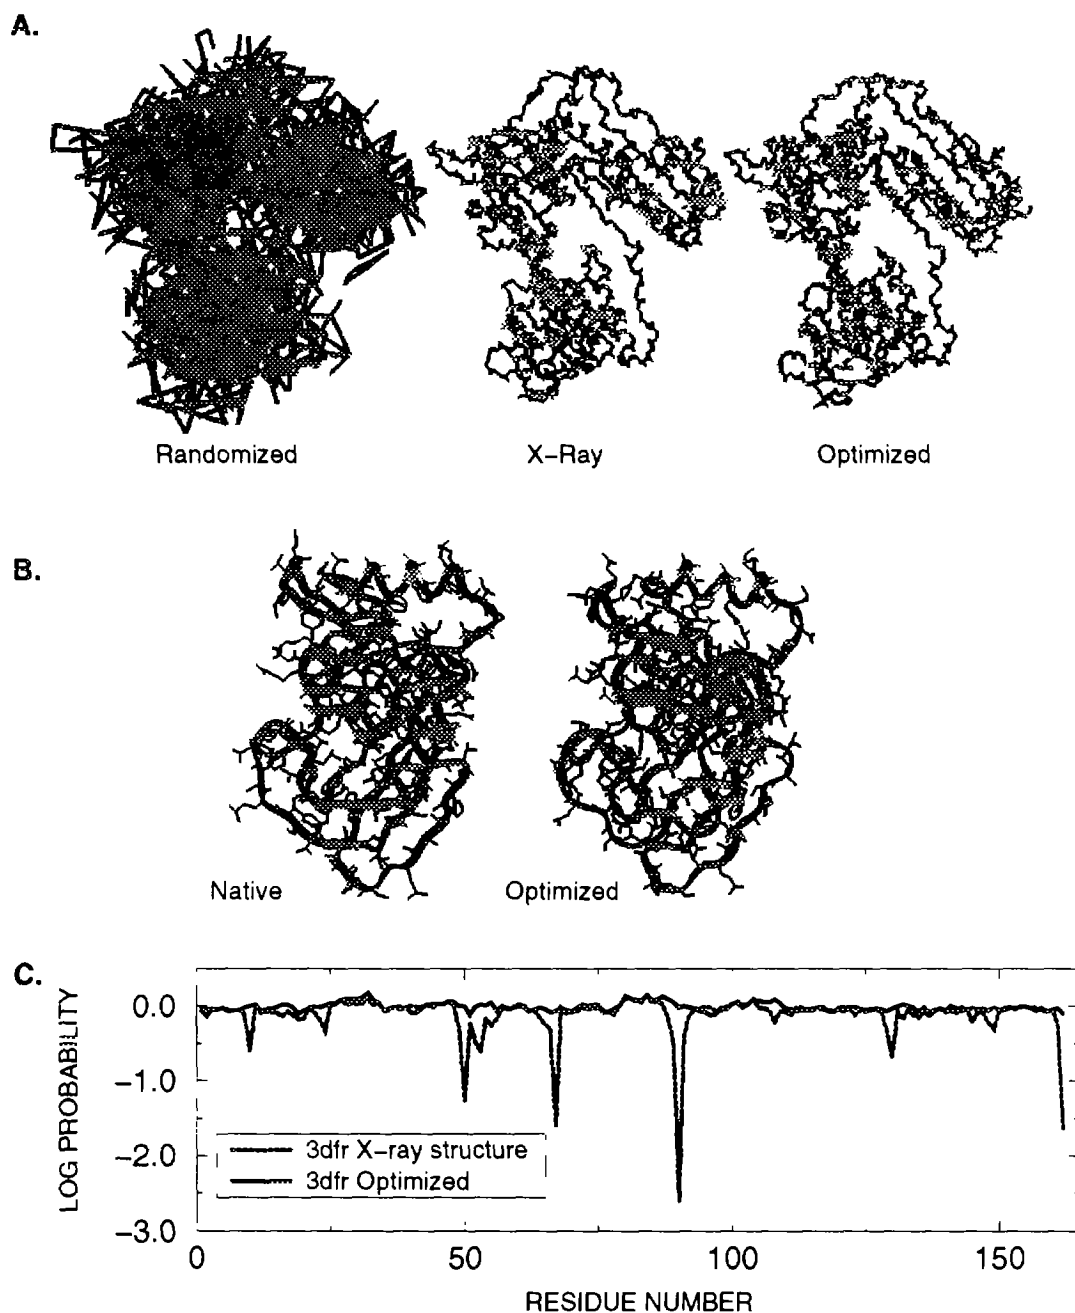 A.
Randomized
X-Ray
Optimized
B.
Native
Optimized
C.
LOG PROBABILITY
0.0
-1.0
-2.0
-3.0
3dfr X-ray structure
3dfr Optimized
0
50
100
150
RESIDUE NUMBER